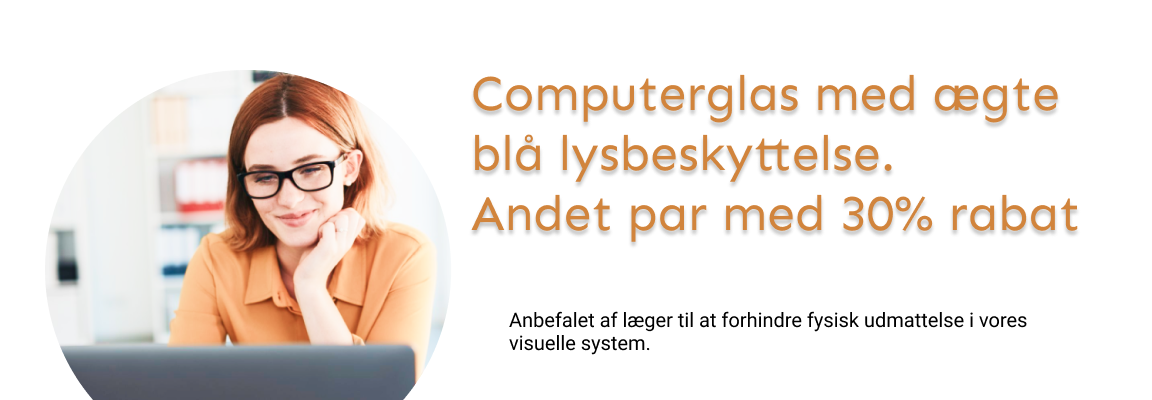 Computerglas med ægte
blå lysbeskyttelse.
Andet par med 30% rabat
Anbefalet af læger til at forhindre fysisk udmattelse i vores
visuelle system.